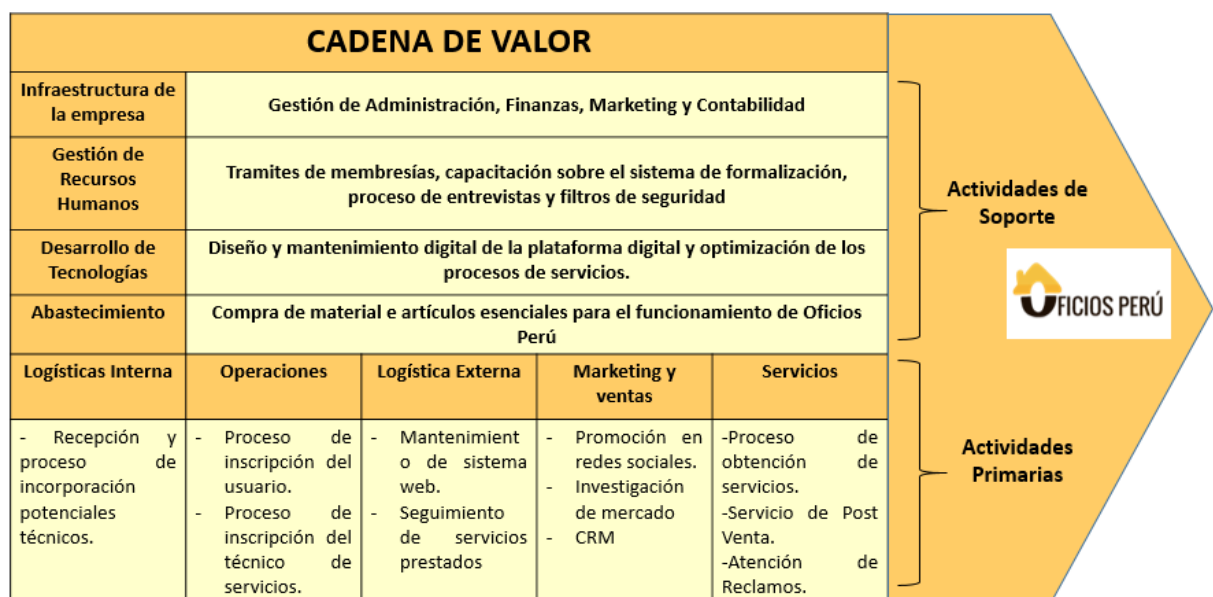 CADENA DE VALOR
Infraestructura de
la empresa
Gestión de Administración, Finanzas, Marketing y Contabilidad
Gestión de
Recursos
Humanos
Tramites de membresías, capacitación sobre el sistema de formalización,
proceso de entrevistas y filtros de seguridad
Desarrollo de
Tecnologías
Diseño y mantenimiento digital de la plataforma digital y optimización de los
procesos de servicios.
Abastecimiento
Compra de material e artículos esenciales para el funcionamiento de Oficios
Perú
Actividades de
Soporte
OFICIOS PERÚ
Logísticas Interna
Operaciones
Logística Externa
Marketing y
ventas
Servicios
- Recepción y
proceso de
incorporación
potenciales
técnicos.
- Proceso de
inscripción del
usuario.
- Proceso de
inscripción del
técnico de
servicios.
- Mantenimient
o de sistema
web.
- Seguimiento
de servicios
prestados
- Promoción en
redes sociales.
- Investigación
de mercado
- CRM
-Proceso de
obtención de
servicios.
-Servicio de Post
Venta.
-Atención de
Reclamos.
Actividades
Primarias